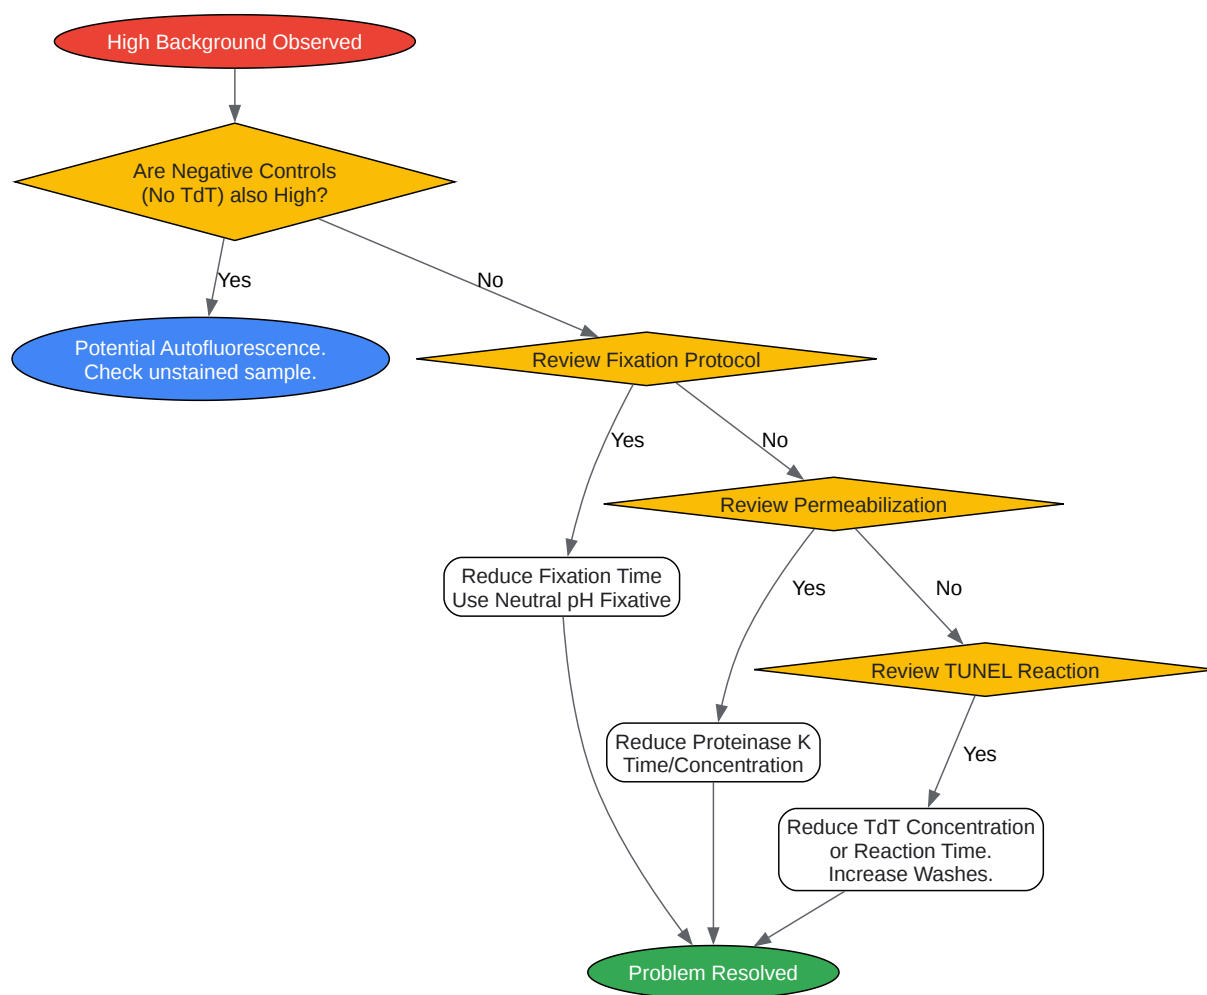 High Background Observed
Are Negative Controls
(No TdT) also High?
Yes
No
Potential Autofluorescence.
Check unstained sample.
Review Fixation Protocol
Yes
No
Review Permeabilization
Reduce Fixation Time
Use Neutral pH Fixative
Yes
No
Review TUNEL Reaction
Reduce Proteinase K
Time/Concentration
Yes
Reduce TdT Concentration
or Reaction Time.
Increase Washes.
Problem Resolved